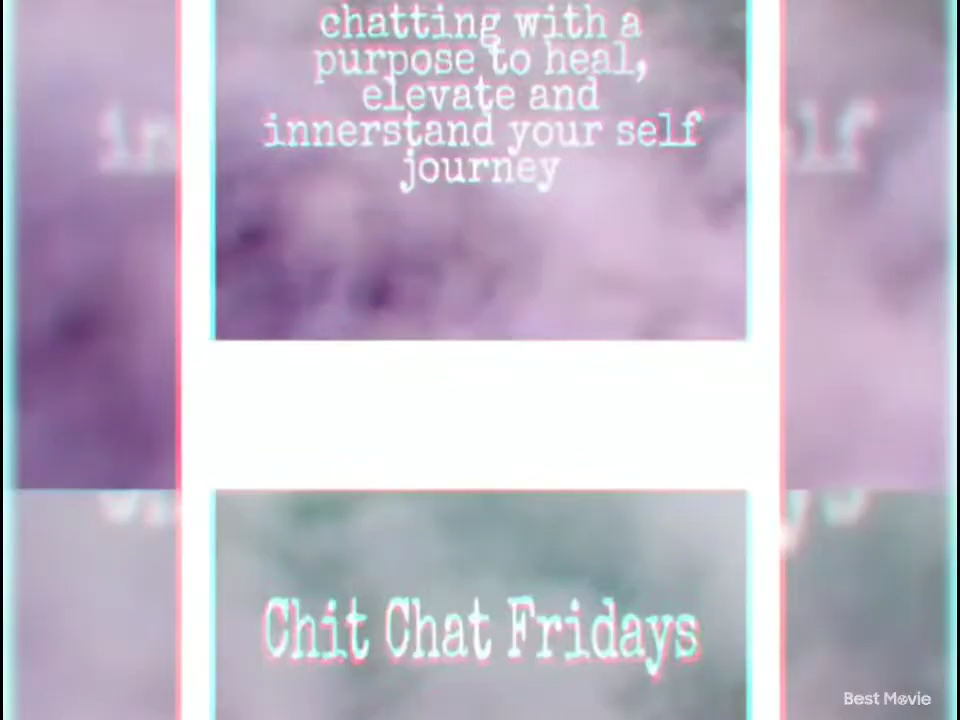 chatting with a
purpose to heal,
elevate and
innerstand your self
journey
Chit Chat Fridays
Best Movie